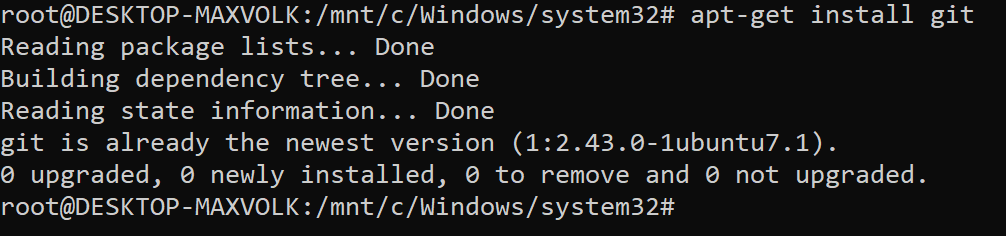 root@DESKTOP-MAXVOLK:/mnt/c/Windows/system32# apt-get install git
Reading package lists... Done
Building dependency tree... Done
Reading state information... Done
git is already the newest version (1:2.43.0-1ubuntu7.1).
0 upgraded, 0 newly installed, 0 to remove and 0 not upgraded.
root@DESKTOP-MAXVOLK:/mnt/c/Windows/system32#